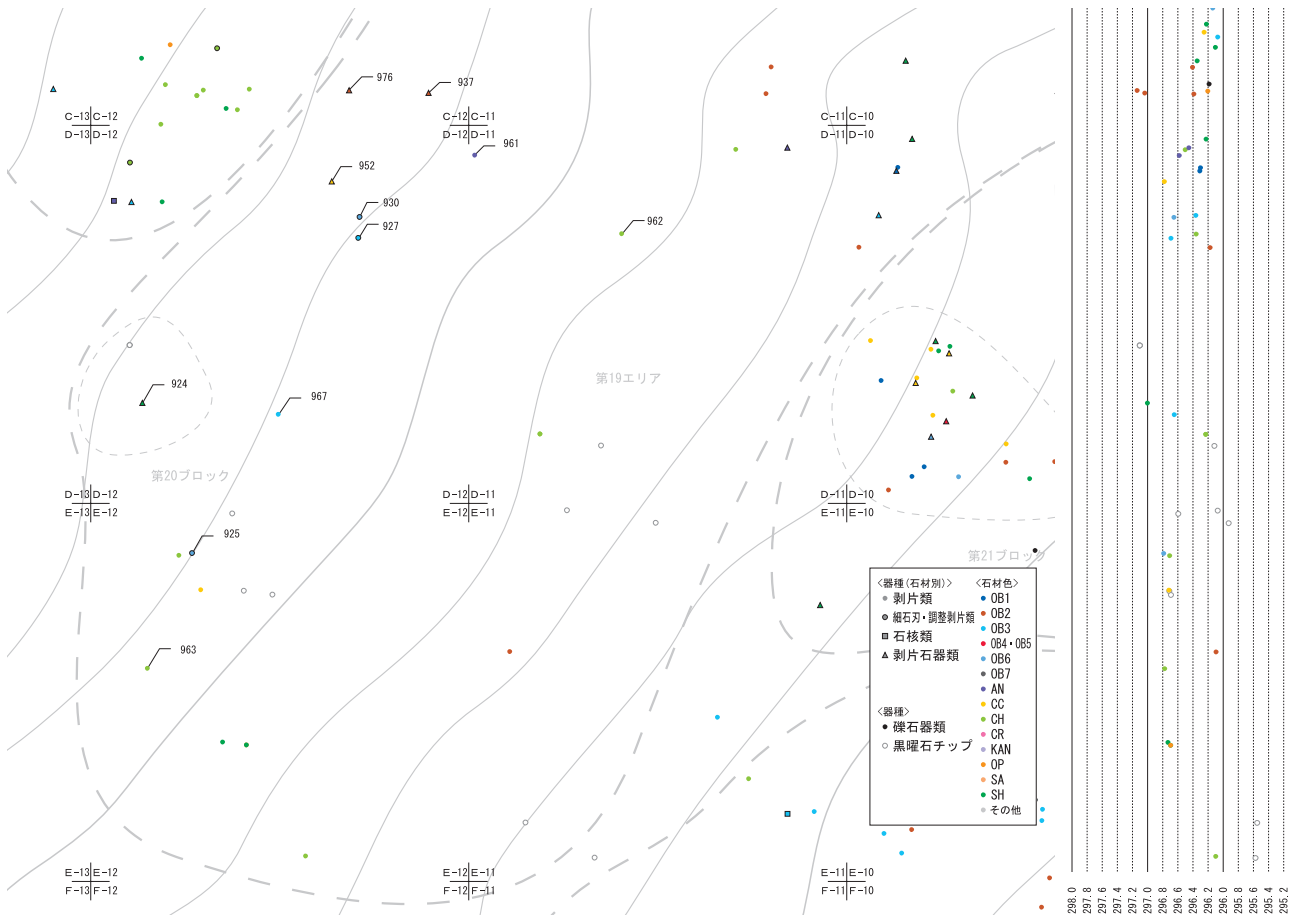 976
937
C-13 C-12
D-13 D-12
C-12 C-11
D-12 D-11
C-11 C-10
D-11 D-10
961
952
930
927
962
924
967
第19エリア
第20ブロック
D-13 D-12
E-13 E-12
D-12 D-11
E-12 E-11
D-11 D-10
E-11 E-10
925
第21ブロック
963
〈器種(石材別)〉
剥片類
細石刃・調整剥片類
石核類
剥片石器類
〈器種〉
礫石器類
黒曜石チップ
〈石材色〉
OB1
OB2
OB3
OB4・OB5
OB6
OB7
AN
CC
CH
CR
KAN
OP
SA
SH
その他
E-13 E-12
F-13 F-12
E-12 E-11
F-12 F-11
E-11 E-10
F-11 F-10
298.0
297.8
297.6
297.4
297.2
297.0
296.8
296.6
296.4
296.2
296.0
295.8
295.6
295.4
295.2